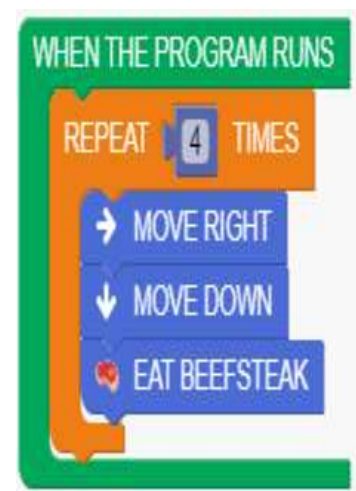 WHEN THE PROGRAM RUNS
REPEAT 4 TIMES
MOVE RIGHT
MOVE DOWN
EAT BEEFSTEAK